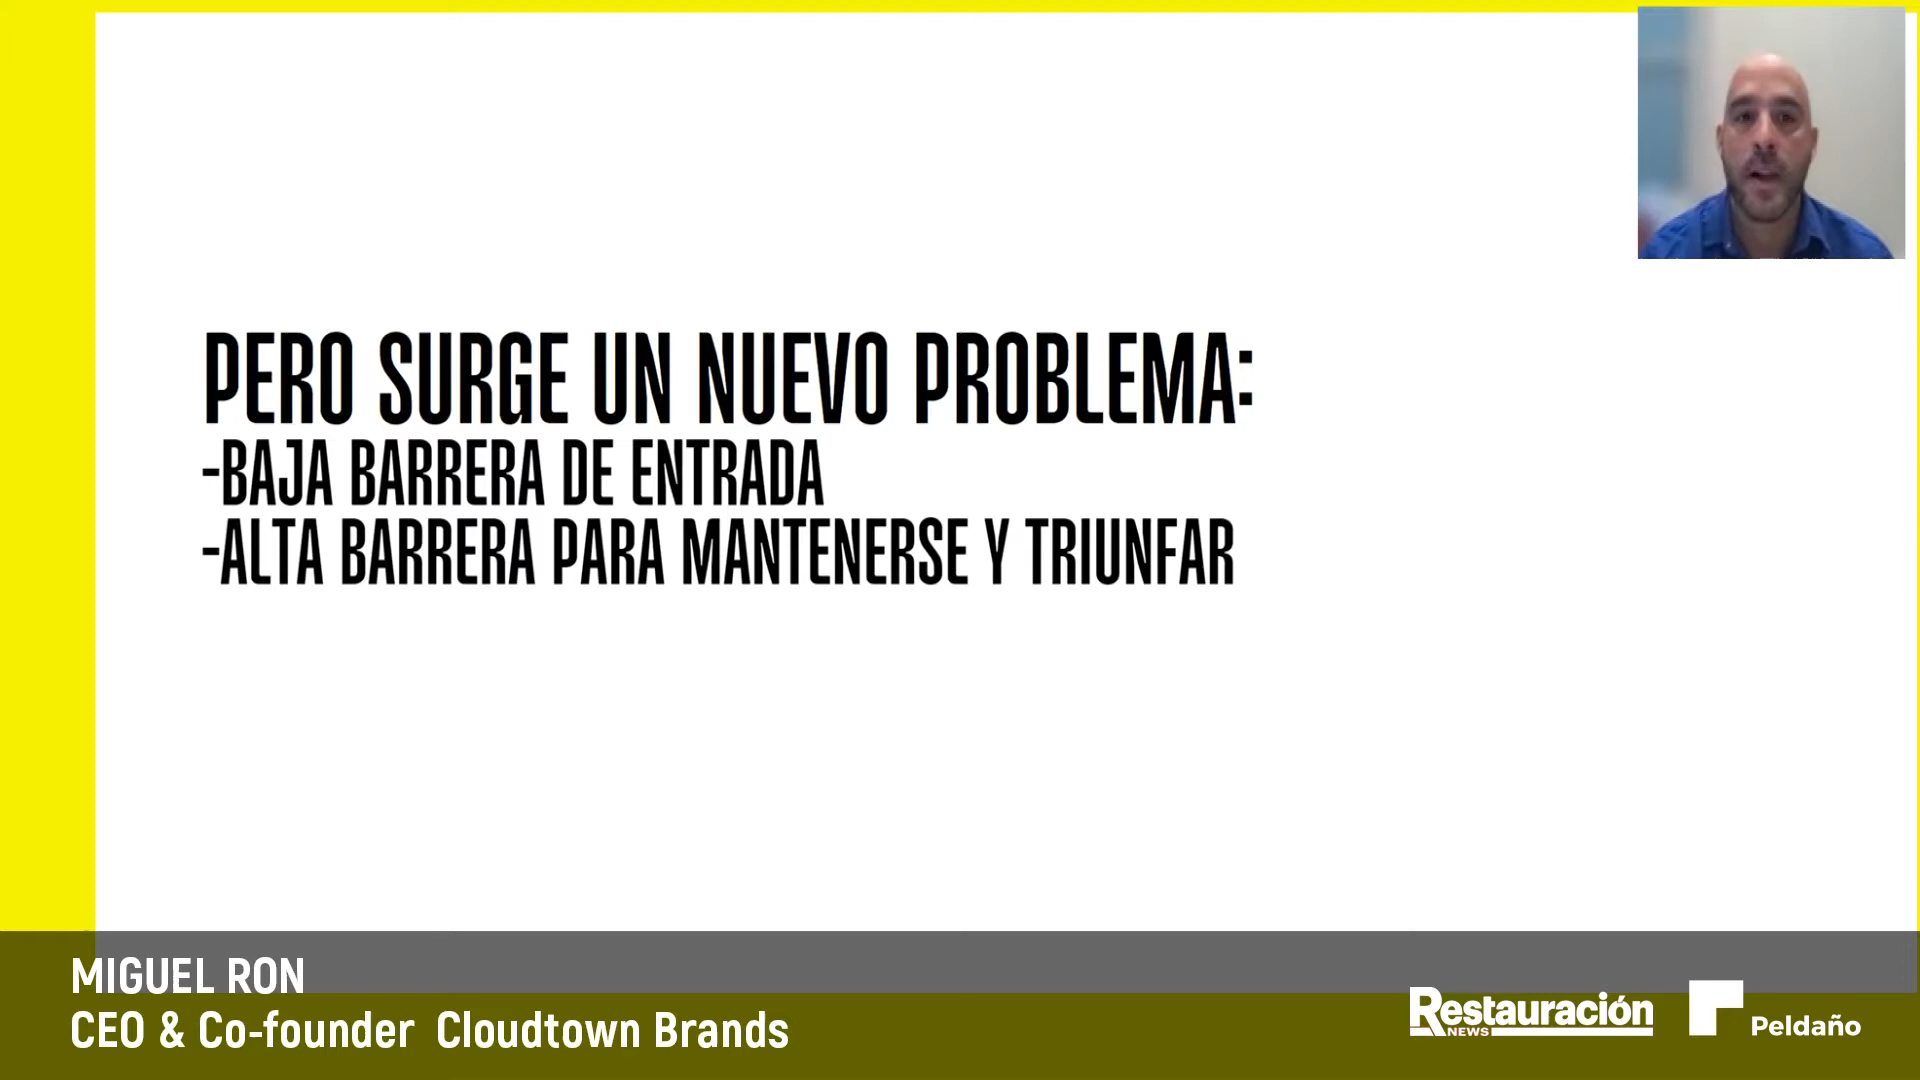 PERO SURGE UN NUEVO PROBLEMA:
-BAJA BARRERA DE ENTRADA
-ALTA BARRERA PARA MANTENERSE Y TRIUNFAR
MIGUEL RON
CEO & Co-founder Cloudtown Brands
Restauración
NEWS
Peldaño